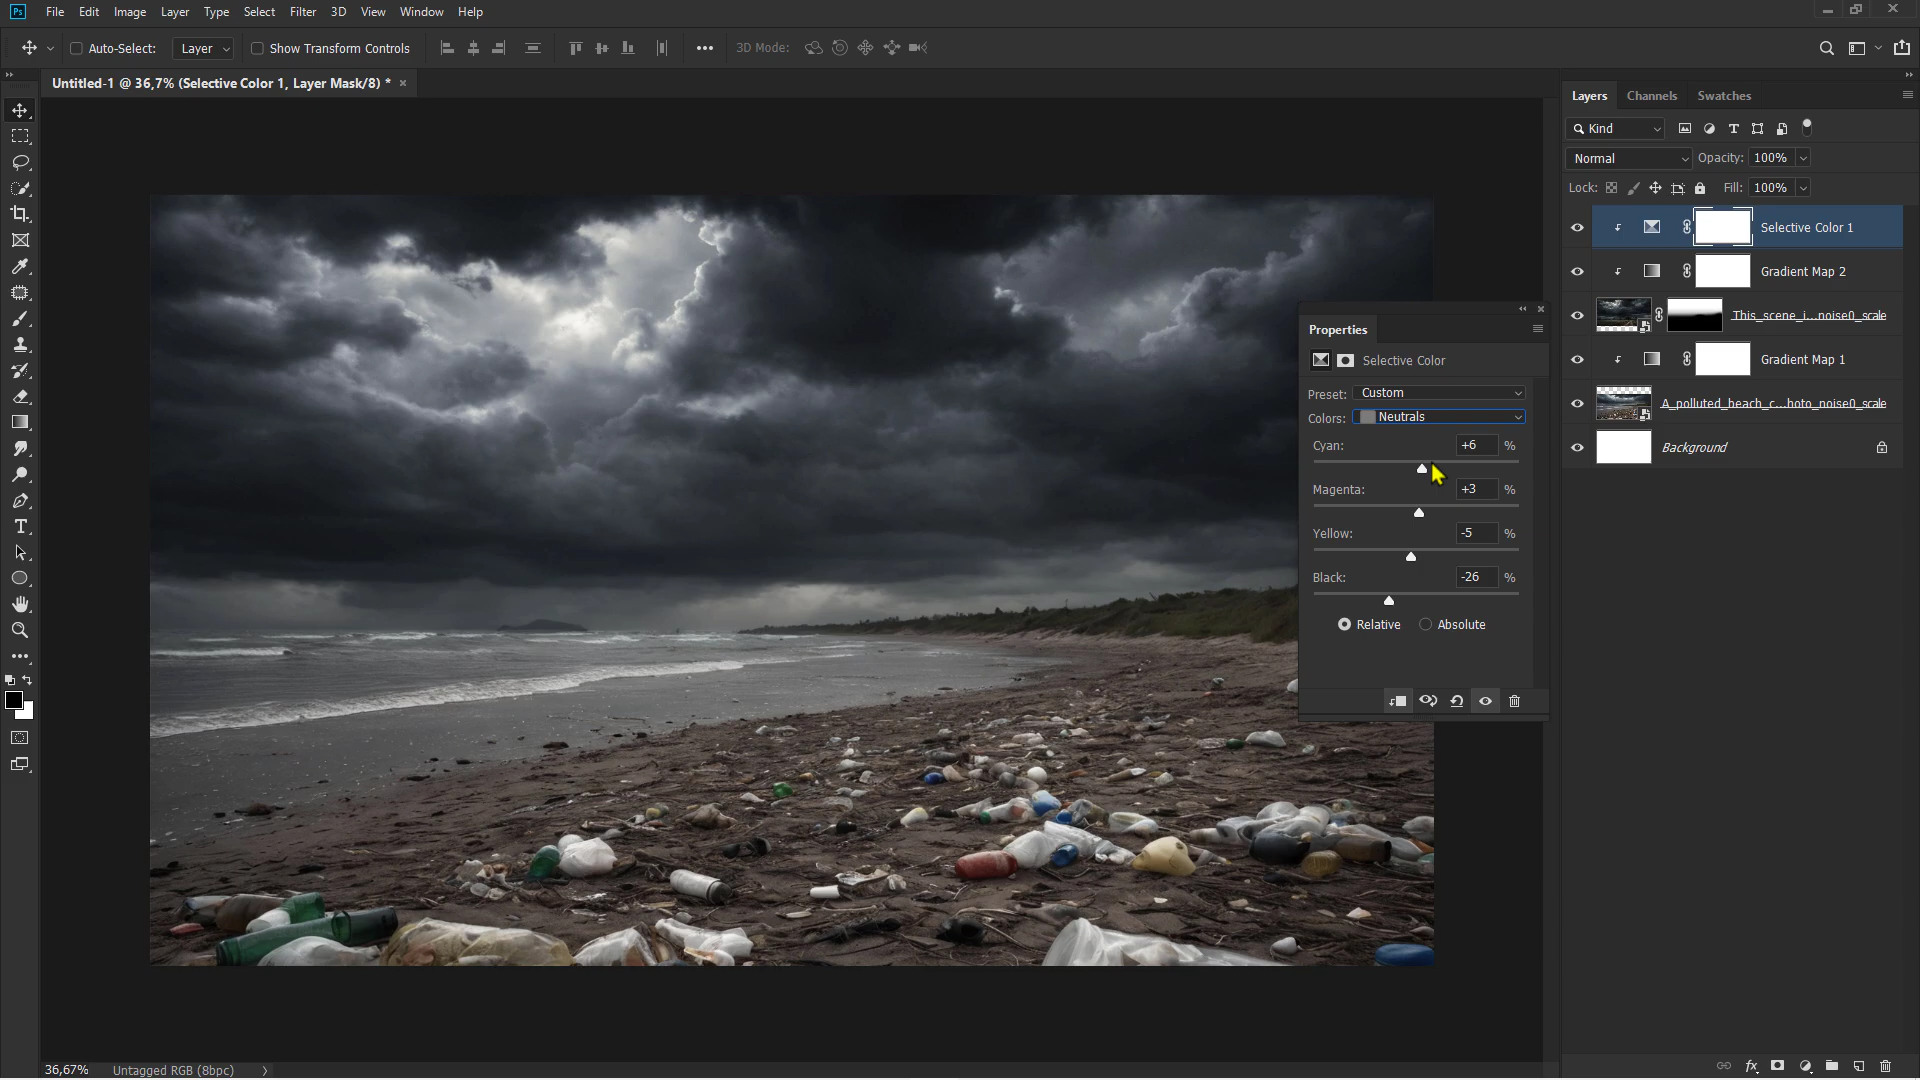 Ps File Edit Image Layer Type Select Filter 3D View Window Help
Auto-Select: Layer Show Transform Controls 3D Mode:
Untitled-1 @ 36,7% (Selective Color 1, Layer Mask/8) * ×
Layers Channels Swatches
Kind
Normal Opacity: 100%
Lock: Fill: 100%
Selective Color 1
Gradient Map 2
This_scene_i...noise0_scale
Gradient Map 1
A_polluted_beach_c...hoto_noise0_scale
Background
Properties
Selective Color
Preset: Custom
Colors: Neutrals
Cyan: +6 %
Magenta: +3 %
Yellow: -5 %
Black: -26 %
Relative Absolute
fx
36,67% Untagged RGB (8bpc)